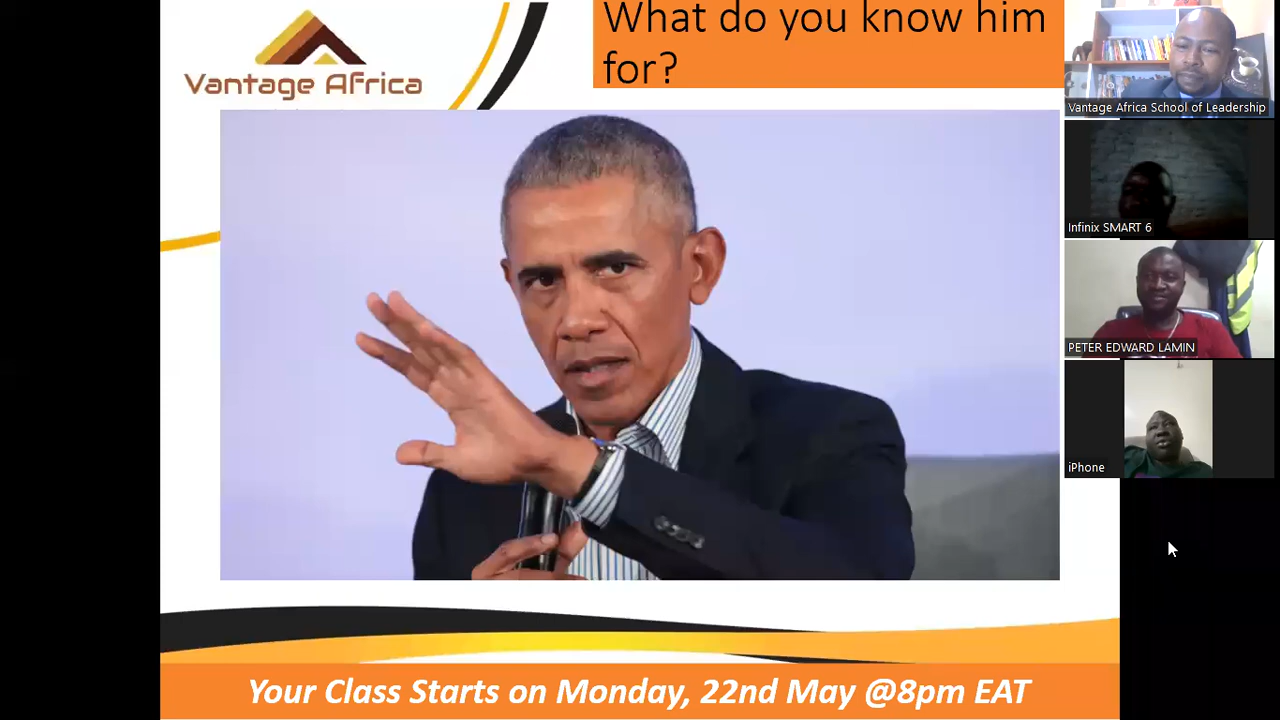 What do you know him
for?
Vantage Africa
Vantage Africa School of Leadership
Infinix SMART 6
PETER EDWARD LAMIN
iPhone
Your Class Starts on Monday, 22nd May @8pm EAT